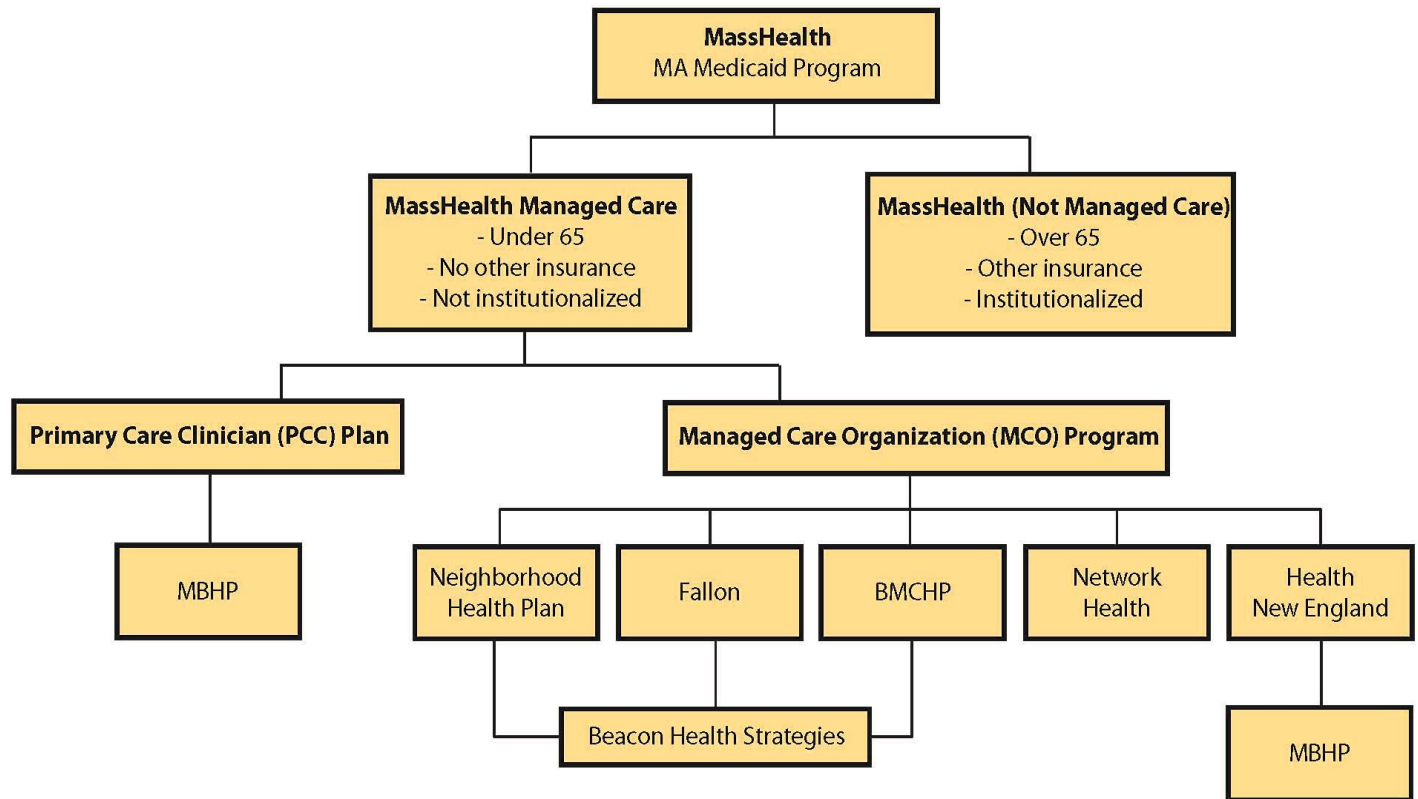 MassHealth
MA Medicaid Program
MassHealth Managed Care
- Under 65
- No other insurance
- Not institutionalized
MassHealth (Not Managed Care)
- Over 65
- Other insurance
- Institutionalized
Primary Care Clinician (PCC) Plan
Managed Care Organization (MCO) Program
MBHP
Neighborhood
Health Plan
Fallon
BMCHP
Network
Health
Health
New England
Beacon Health Strategies
MBHP